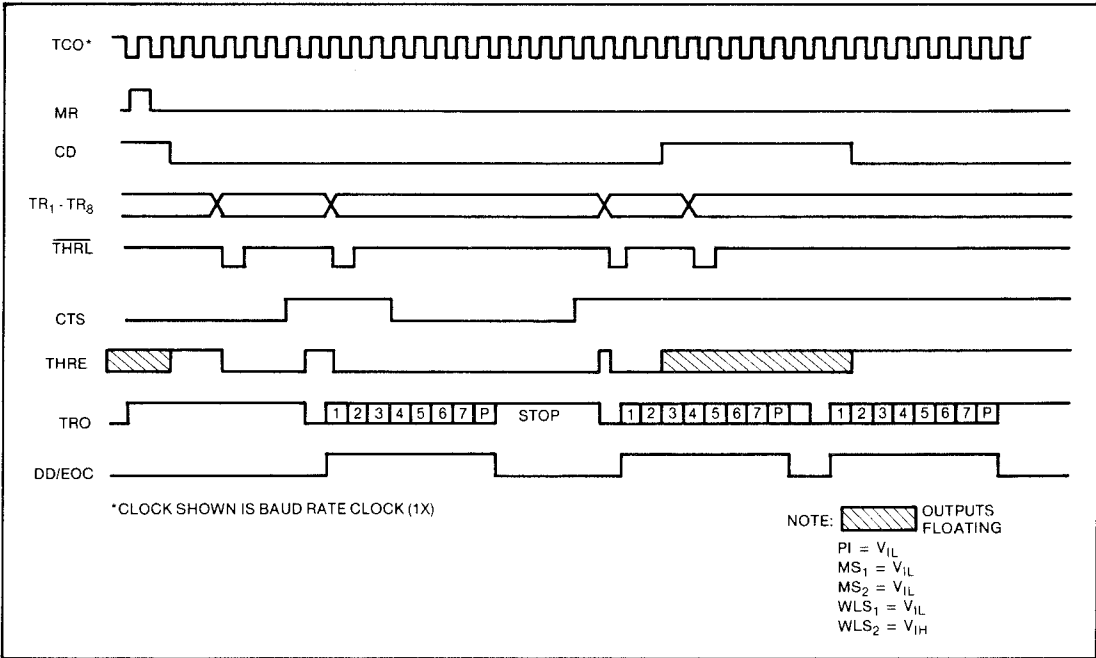 TCO*
MR
CD
TR1 - TR8
THRL
CTS
THRE
TRO 1 2 3 4 5 6 7 P STOP 1 2 3 4 5 6 7 P 1 2 3 4 5 6 7 P
DD/EOC
*CLOCK SHOWN IS BAUD RATE CLOCK (1X)
NOTE: OUTPUTS
FLOATING
PI = VIL
MS1 = VIL
MS2 = VIL
WLS1 = VIL
WLS2 = VIH